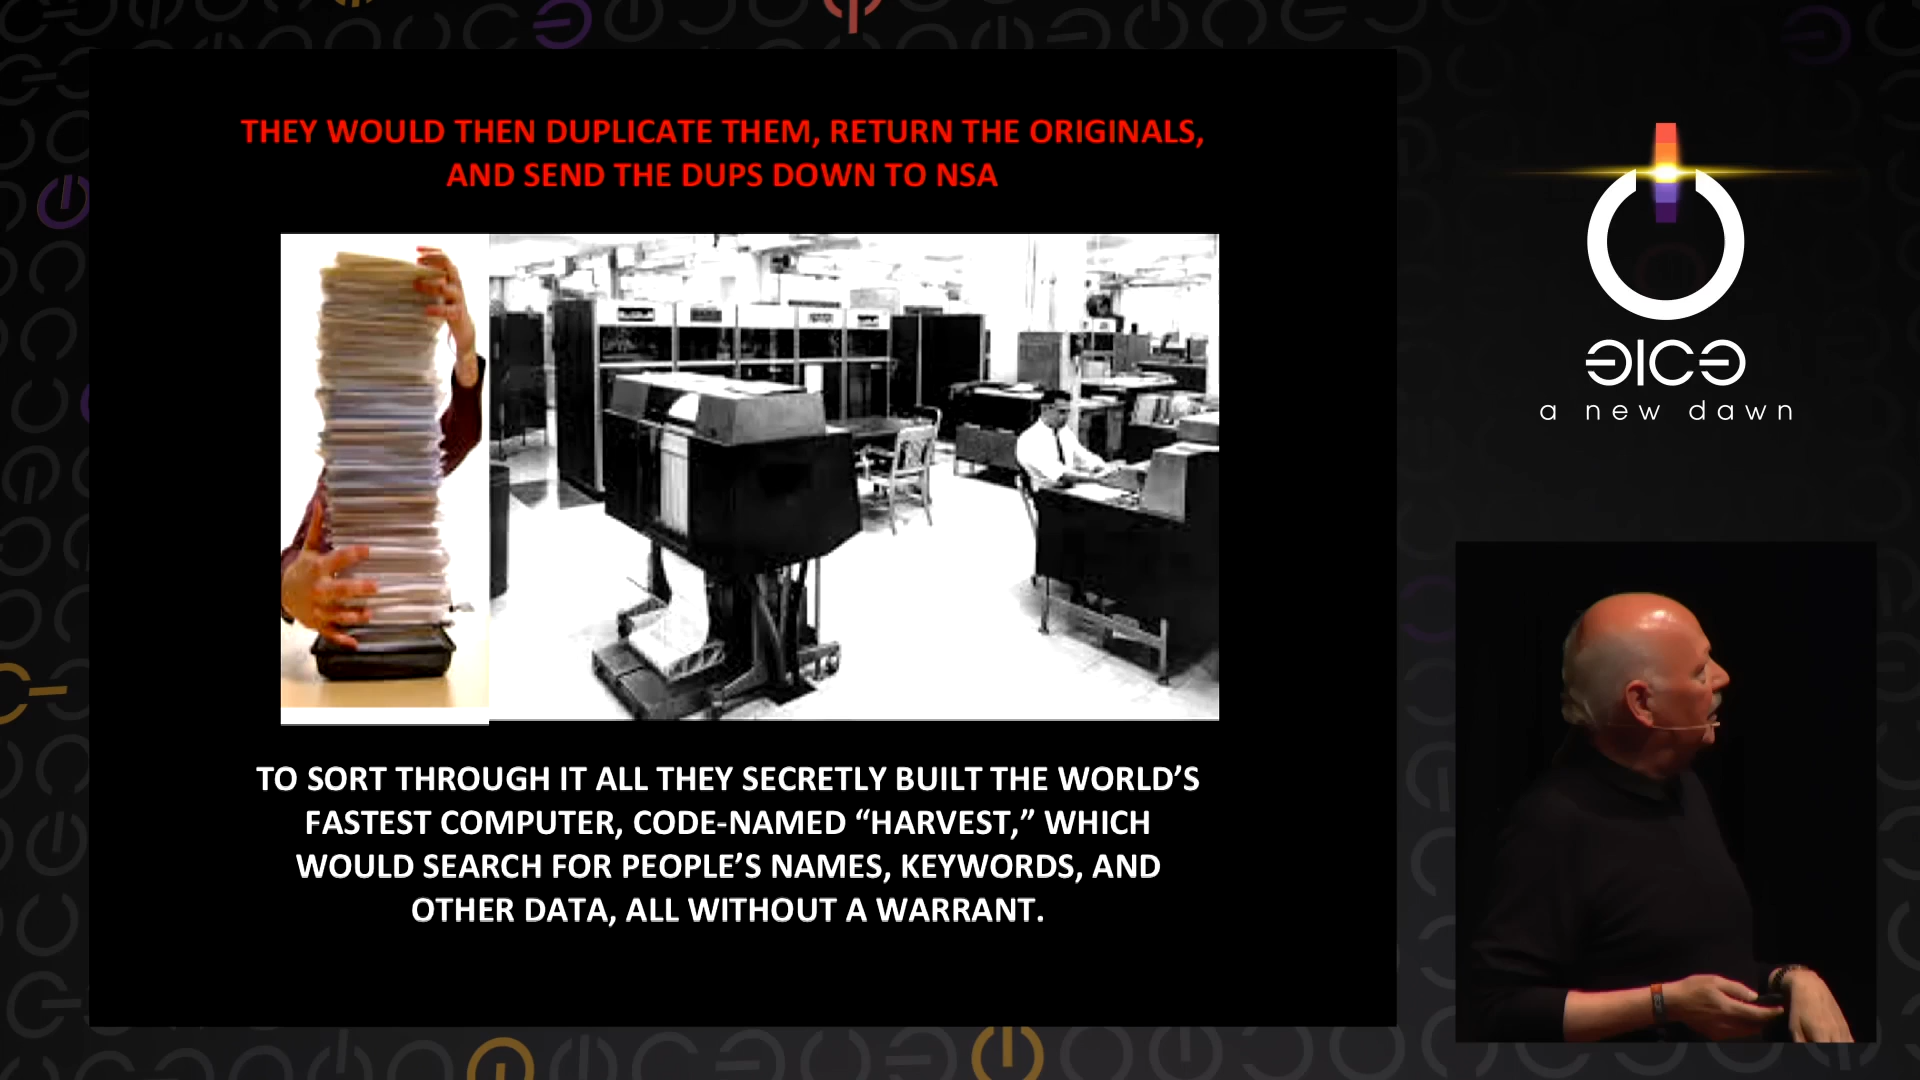 THEY WOULD THEN DUPLICATE THEM, RETURN THE ORIGINALS,
AND SEND THE DUPS DOWN TO NSA
TO SORT THROUGH IT ALL THEY SECRETLY BUILT THE WORLD’S
FASTEST COMPUTER, CODE-NAMED “HARVEST,” WHICH
WOULD SEARCH FOR PEOPLE’S NAMES, KEYWORDS, AND
OTHER DATA, ALL WITHOUT A WARRANT.
a new dawn